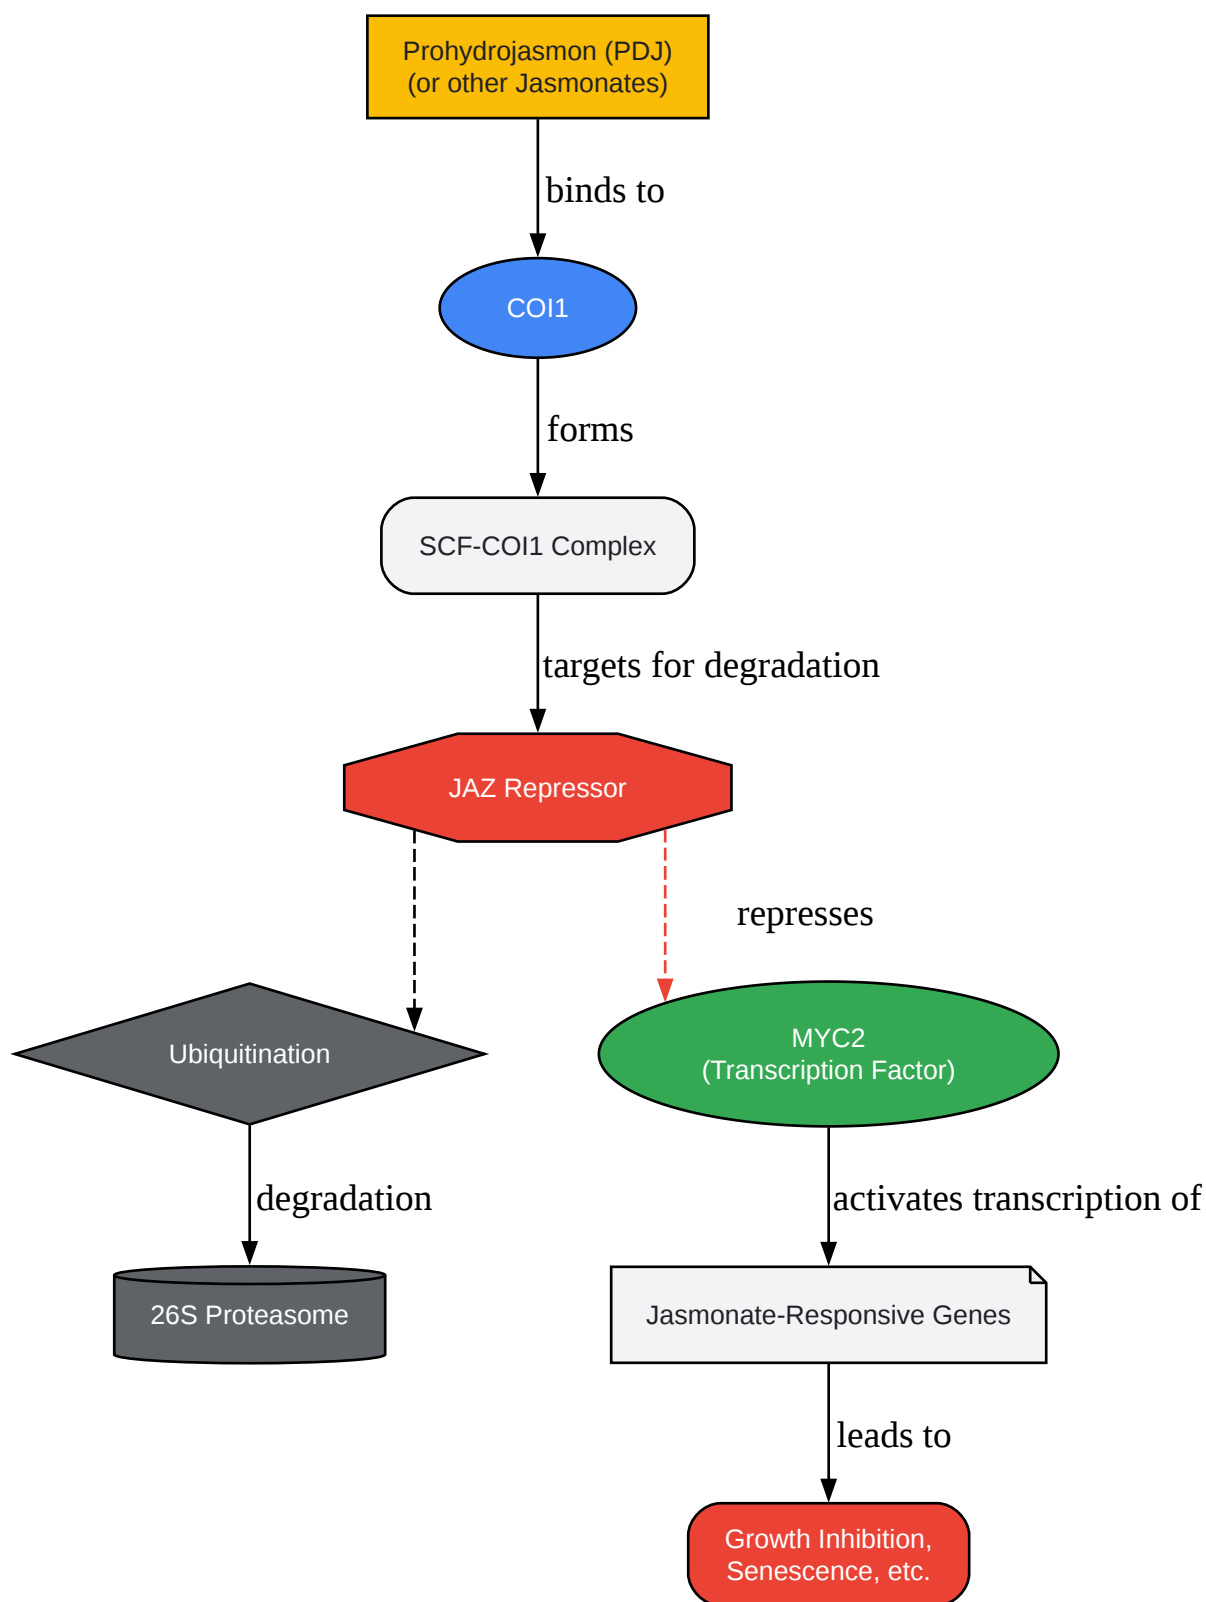 Prohydrojasmon (PDJ)
(or other Jasmonates)
binds to
COI1
forms
SCF-COI1 Complex
targets for degradation
JAZ Repressor
represses
Ubiquitination
MYC2
(Transcription Factor)
degradation
activates transcription of
26S Proteasome
Jasmonate-Responsive Genes
leads to
Growth Inhibition,
Senescence, etc.